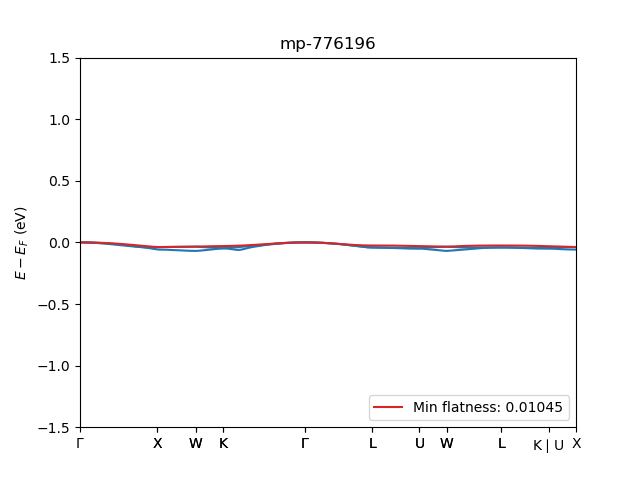 mp-776196
1.5
1.0
0.5
0.0
−0.5
−1.0
−1.5
E − E_F (eV)
Min flatness: 0.01045
Γ X W K Γ L U W L K | U X